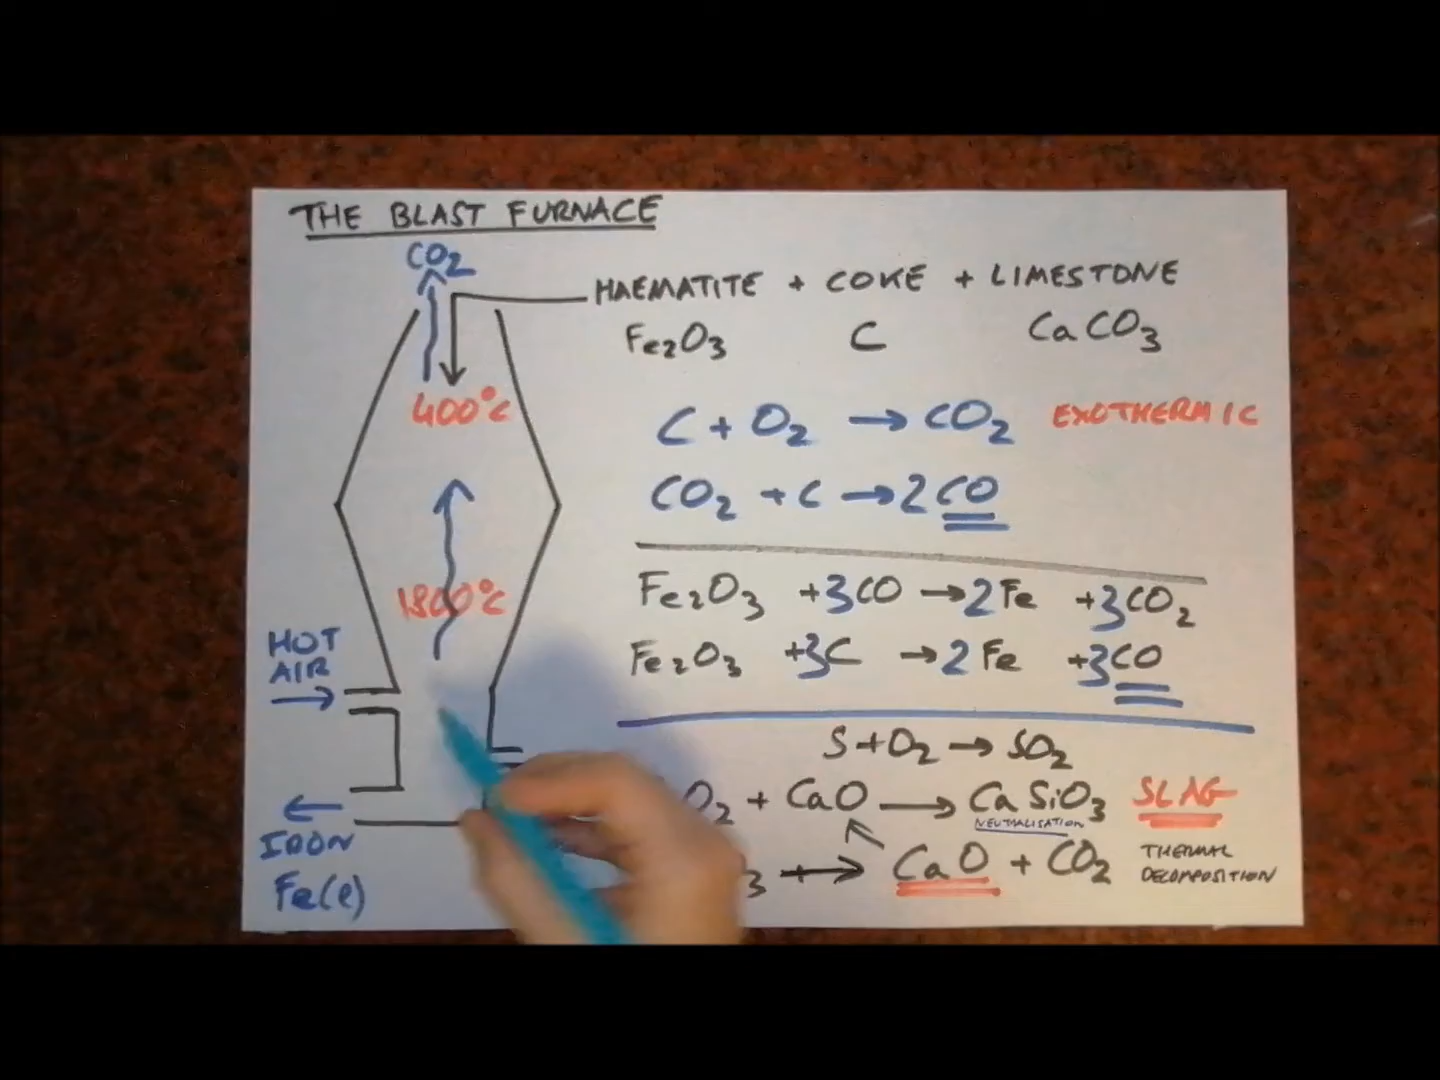 THE BLAST FURNACE
CO2
HAEMATITE + COKE + LIMESTONE
Fe2O3 C CaCO3
400°C
C + O2 → CO2 EXOTHERMIC
CO2 + C → 2CO
1800°C
Fe2O3 +3CO → 2Fe +3CO2
Fe2O3 +3C → 2Fe +3CO
HOT
AIR
→
S+O2 → SO2
O2 + CaO → CaSiO3 SLAG
NEUTRALISATION
←
IRON
Fe(l)
3 → CaO + CO2
THERMAL
DECOMPOSITION